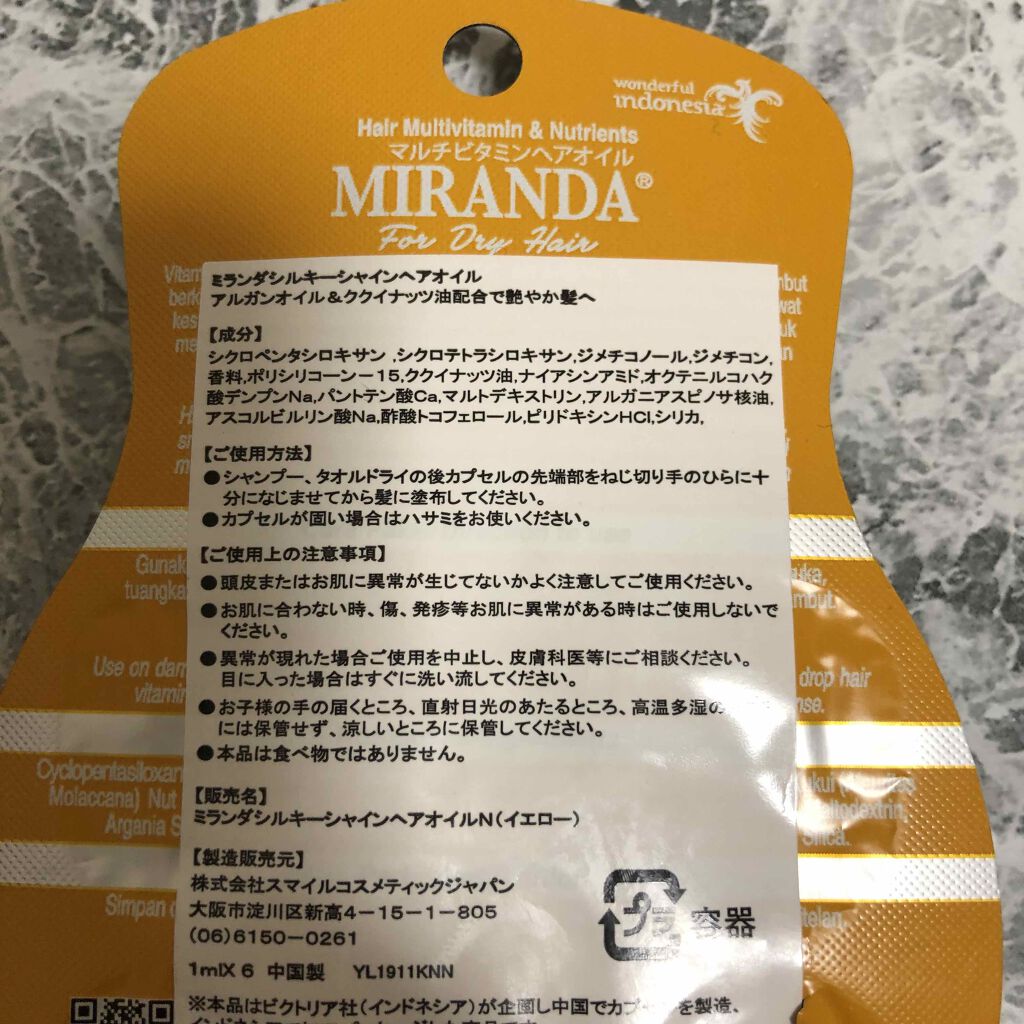 wonderful
indonesia
Hair Multivitamin & Nutrients
マルチビタミンヘアオイル
MIRANDA®
For Dry Hair
ミランダシルキーシャインヘアオイル
アルガンオイル&ククイナッツ油配合で艶やか髪へ
【成分】
シクロペンタシロキサン ,シクロテトラシロキサン,ジメチコノール,ジメチコン,
香料,ポリシリコーンー15,ククイナッツ油,ナイアシンアミド,オクテニルコハク
酸デンプンNa,パントテン酸Ca,マルトデキストリン,アルガニアスピノサ核油,
アスコルビルリン酸Na,酢酸トコフェロール,ピリドキシンHCl,シリカ,
【ご使用方法】
●シャンプー、タオルドライの後カプセルの先端部をねじ切り手のひらに十
分になじませてから髪に塗布してください。
●カプセルが固い場合はハサミをお使いください。
【ご使用上の注意事項】
●頭皮またはお肌に異常が生じてないかよく注意してご使用ください。
●お肌に合わない時、傷、発疹等お肌に異常がある時はご使用しないで
ください。
●異常が現れた場合ご使用を中止し、皮膚科医等にご相談ください。
目に入った場合はすぐに洗い流してください。
●お子様の手の届くところ、直射日光のあたるところ、高温多湿の
には保管せず、涼しいところに保管してください。
●本品は食べ物ではありません。
Use on
drop hair
Cyclopentasiloxan
Molaccana) Nut
Argania S
Silica.
Simpan
【販売名】
ミランダシルキーシャインヘアオイルN(イエロー)
【製造販売元】
株式会社スマイルコスメティックジャパン
大阪市淀川区新高4-15-1-805
(06)6150-0261
プラ 容器
1mlX 6 中国製 YL1911KNN
※本品はビクトリア社(インドネシア)が企画し中国でカプ を製造、